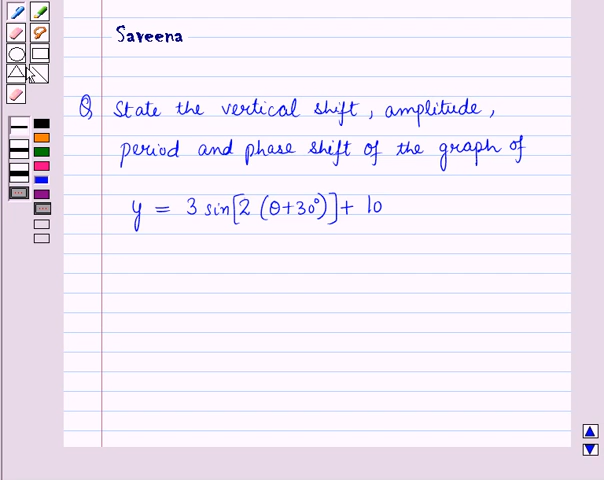 Saveena
Q State the vertical shift, amplitude,
period and phase shift of the graph of
y = 3 sin[2 (θ+30°)] + 10